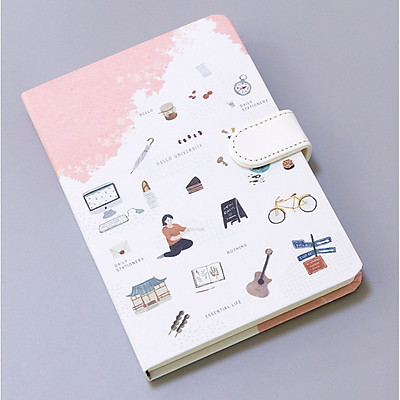 HELLO
DAILY
STATIONERY
HELLO UNIVERSITY
NOTHING
DAILY
STATIONERY
ESSENTIAL LIFE